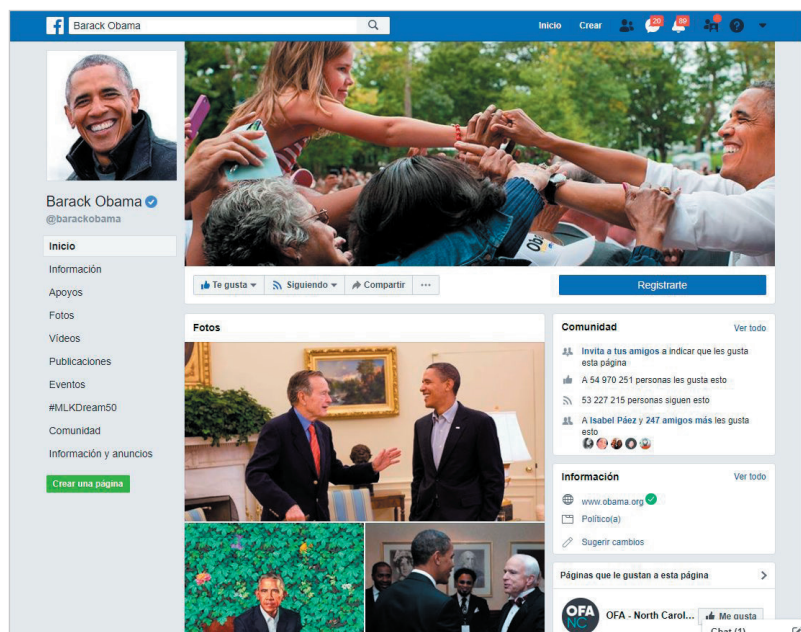 Barack Obama
Inicio
Crear
20
59
Barack Obama
@barackobama
Inicio
Información
Apoyos
Fotos
Vídeos
Publicaciones
Eventos
#MLKDream50
Comunidad
Información y anuncios
Crear una página
Te gusta
Siguiendo
Compartir
Registrarte
Fotos
Comunidad
Ver todo
Invita a tus amigos a indicar que les gusta
esta página
A 54 970 251 personas les gusta esto
53 227 215 personas siguen esto
A Isabel Páez y 247 amigos más les gusta
esto
Información
Ver todo
www.obama.org
Político(a)
Sugerir cambios
Páginas que le gustan a esta página
OFA
NC
OFA - North Carol...
Me gusta
Chat (1)